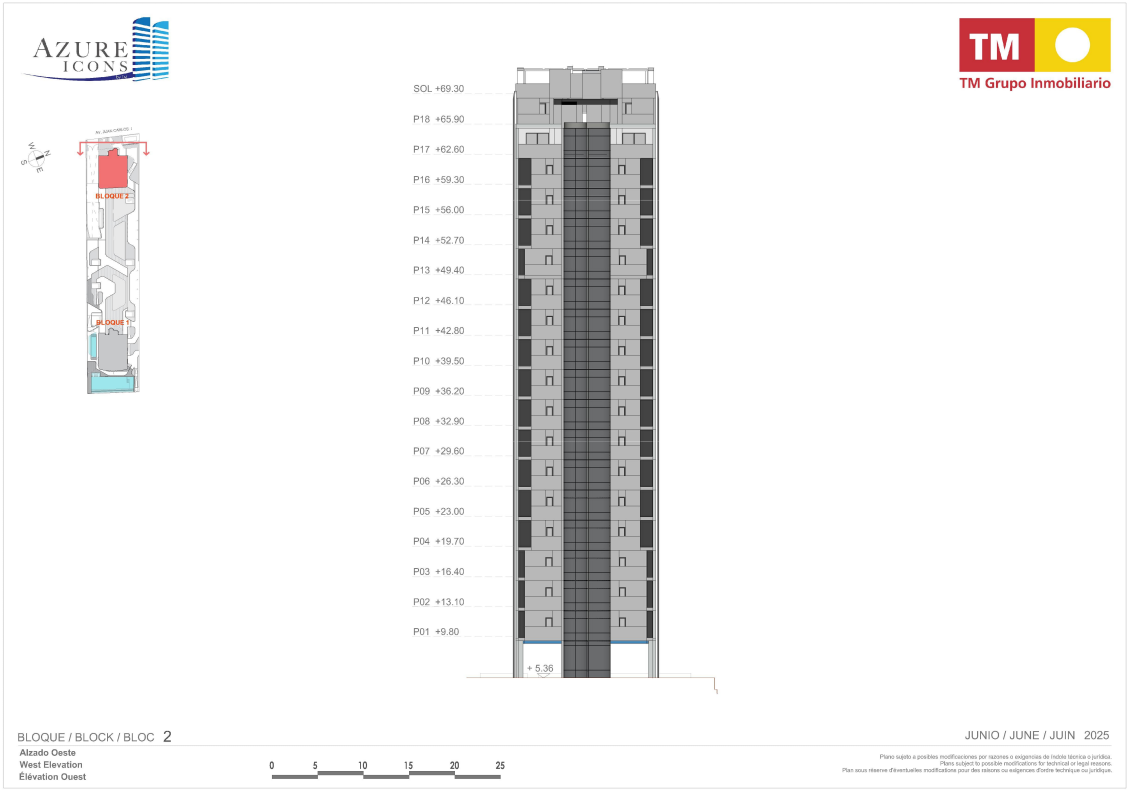 AZURE
ICONS
TM
TM Grupo Inmobiliario
AV. JUAN CARLOS I
N
W
S
E
BLOQUE 2
BLOQUE 1
SOL +69.30
P18 +65.90
P17 +62.60
P16 +59.30
P15 +56.00
P14 +52.70
P13 +49.40
P12 +46.10
P11 +42.80
P10 +39.50
P09 +36.20
P08 +32.90
P07 +29.60
P06 +26.30
P05 +23.00
P04 +19.70
P03 +16.40
P02 +13.10
P01 +9.80
+ 5.36
BLOQUE / BLOCK / BLOC 2
Alzado Oeste
West Elevation
Élévation Ouest
0 5 10 15 20 25
JUNIO / JUNE / JUIN 2025
Plano sujeto a posibles modificaciones por razones o exigencias de índole técnica o jurídica.
Plans subject to possible modifications for technical or legal reasons.
Plan sous réserve d'éventuelles modifications pour des raisons ou exigences d'ordre technique ou juridique.